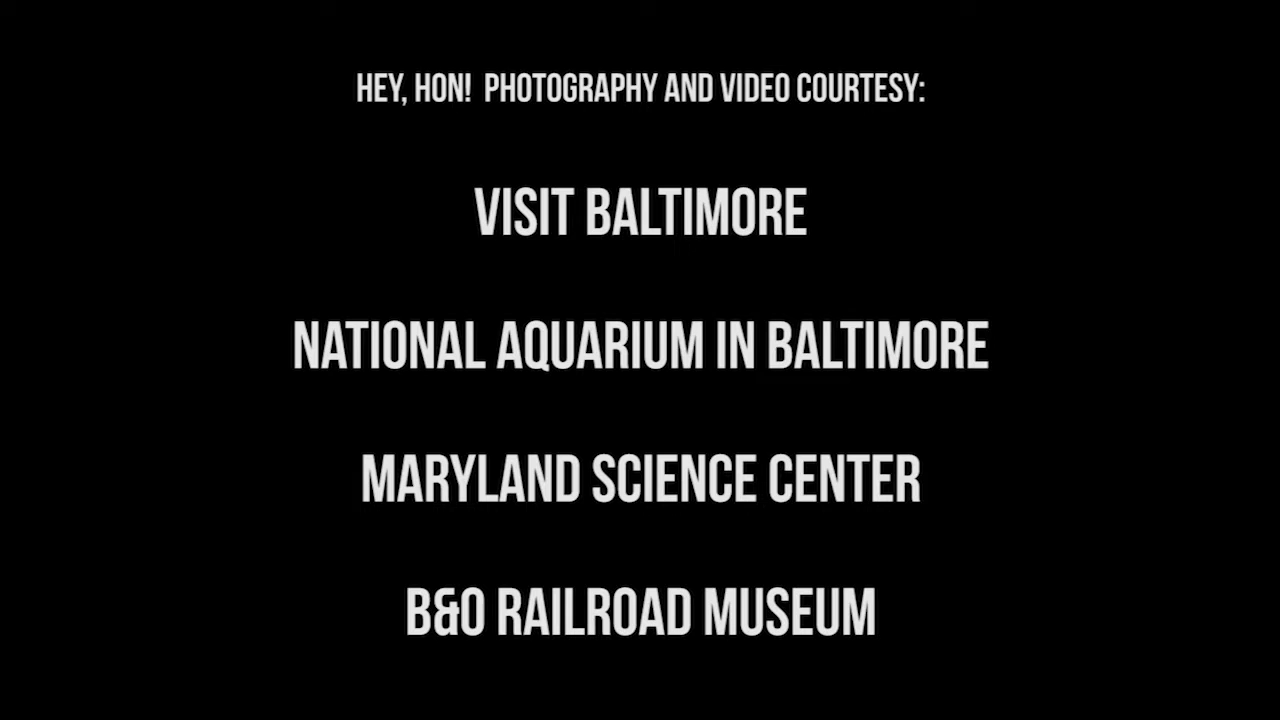 HEY, HON!  PHOTOGRAPHY AND VIDEO COURTESY:
VISIT BALTIMORE
NATIONAL AQUARIUM IN BALTIMORE
MARYLAND SCIENCE CENTER
B&O RAILROAD MUSEUM